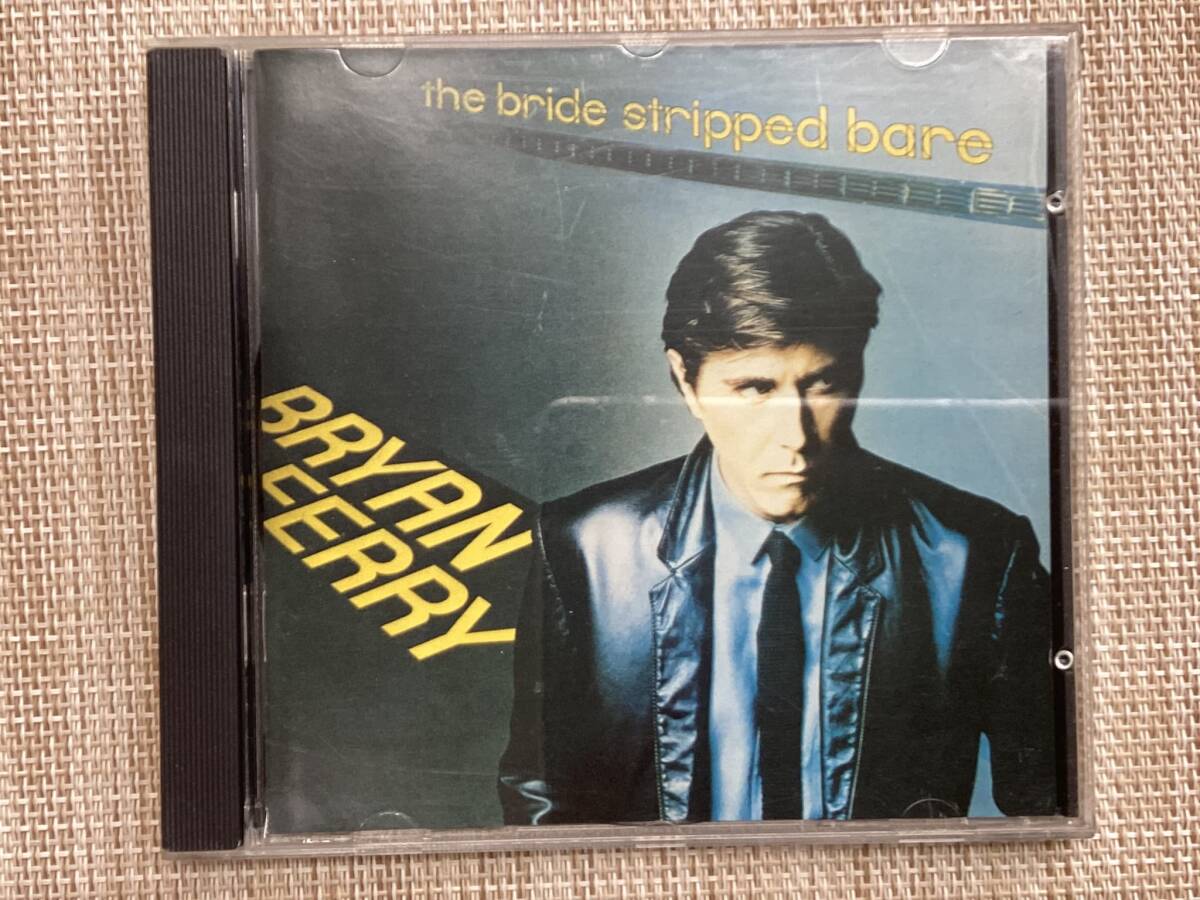 the bride stripped bare
BRYAN
FERRY